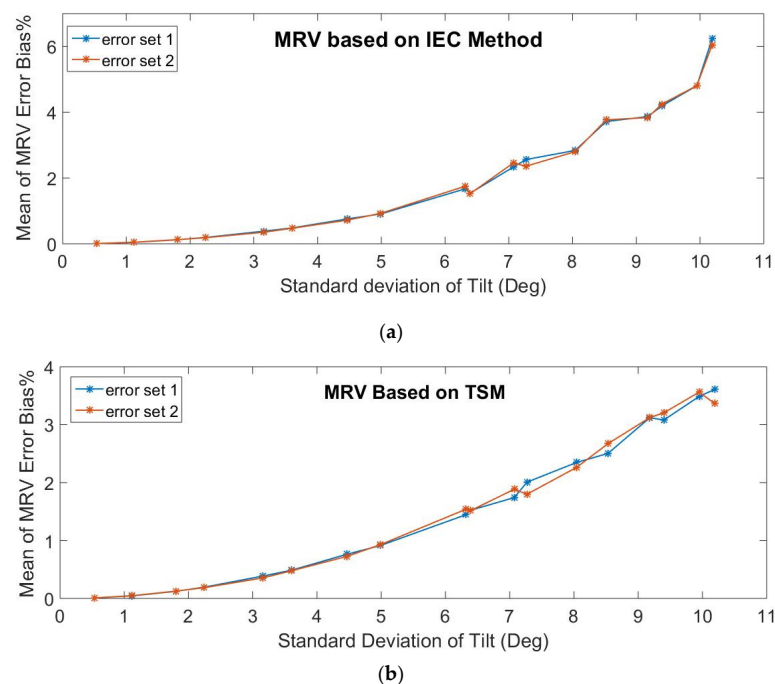 MRV based on IEC Method
error set 1
error set 2
Mean of MRV Error Bias%
6
4
2
0
0 1 2 3 4 5 6 7 8 9 10 11
Standard deviation of Tilt (Deg)
(a)
MRV Based on TSM
error set 1
error set 2
Mean of MRV Error Bias%
4
3
2
1
0
0 1 2 3 4 5 6 7 8 9 10 11
Standard Deviation of Tilt (Deg)
(b)